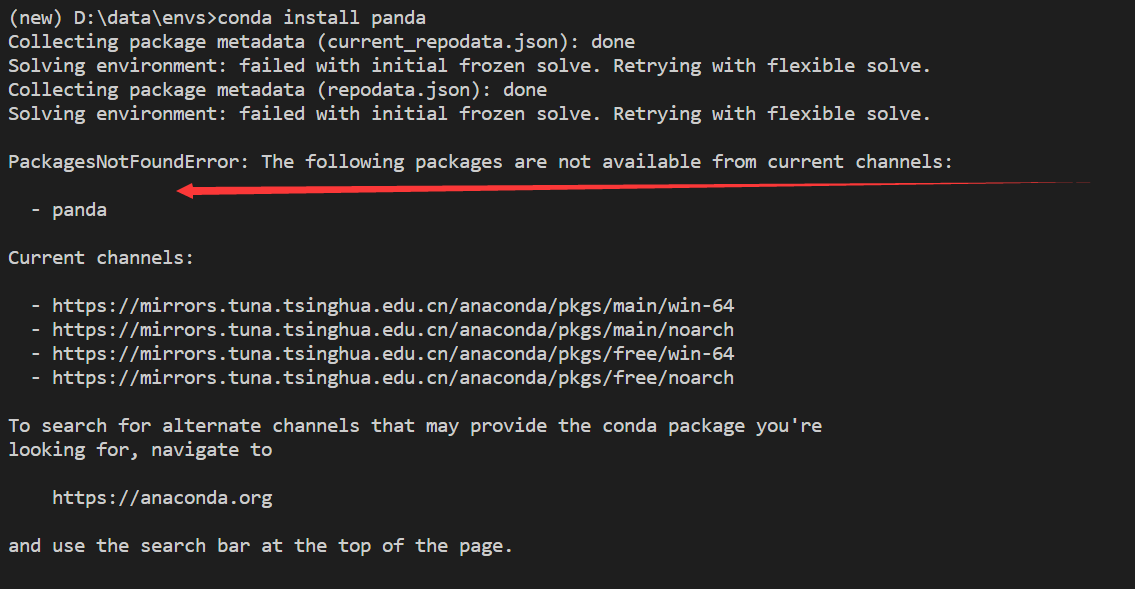 (new) D:\data\envs>conda install panda
Collecting package metadata (current_repodata.json): done
Solving environment: failed with initial frozen solve. Retrying with flexible solve.
Collecting package metadata (repodata.json): done
Solving environment: failed with initial frozen solve. Retrying with flexible solve.
PackagesNotFoundError: The following packages are not available from current channels:
- panda
Current channels:
- https://mirrors.tuna.tsinghua.edu.cn/anaconda/pkgs/main/win-64
- https://mirrors.tuna.tsinghua.edu.cn/anaconda/pkgs/main/noarch
- https://mirrors.tuna.tsinghua.edu.cn/anaconda/pkgs/free/win-64
- https://mirrors.tuna.tsinghua.edu.cn/anaconda/pkgs/free/noarch
To search for alternate channels that may provide the conda package you're
looking for, navigate to
https://anaconda.org
and use the search bar at the top of the page.